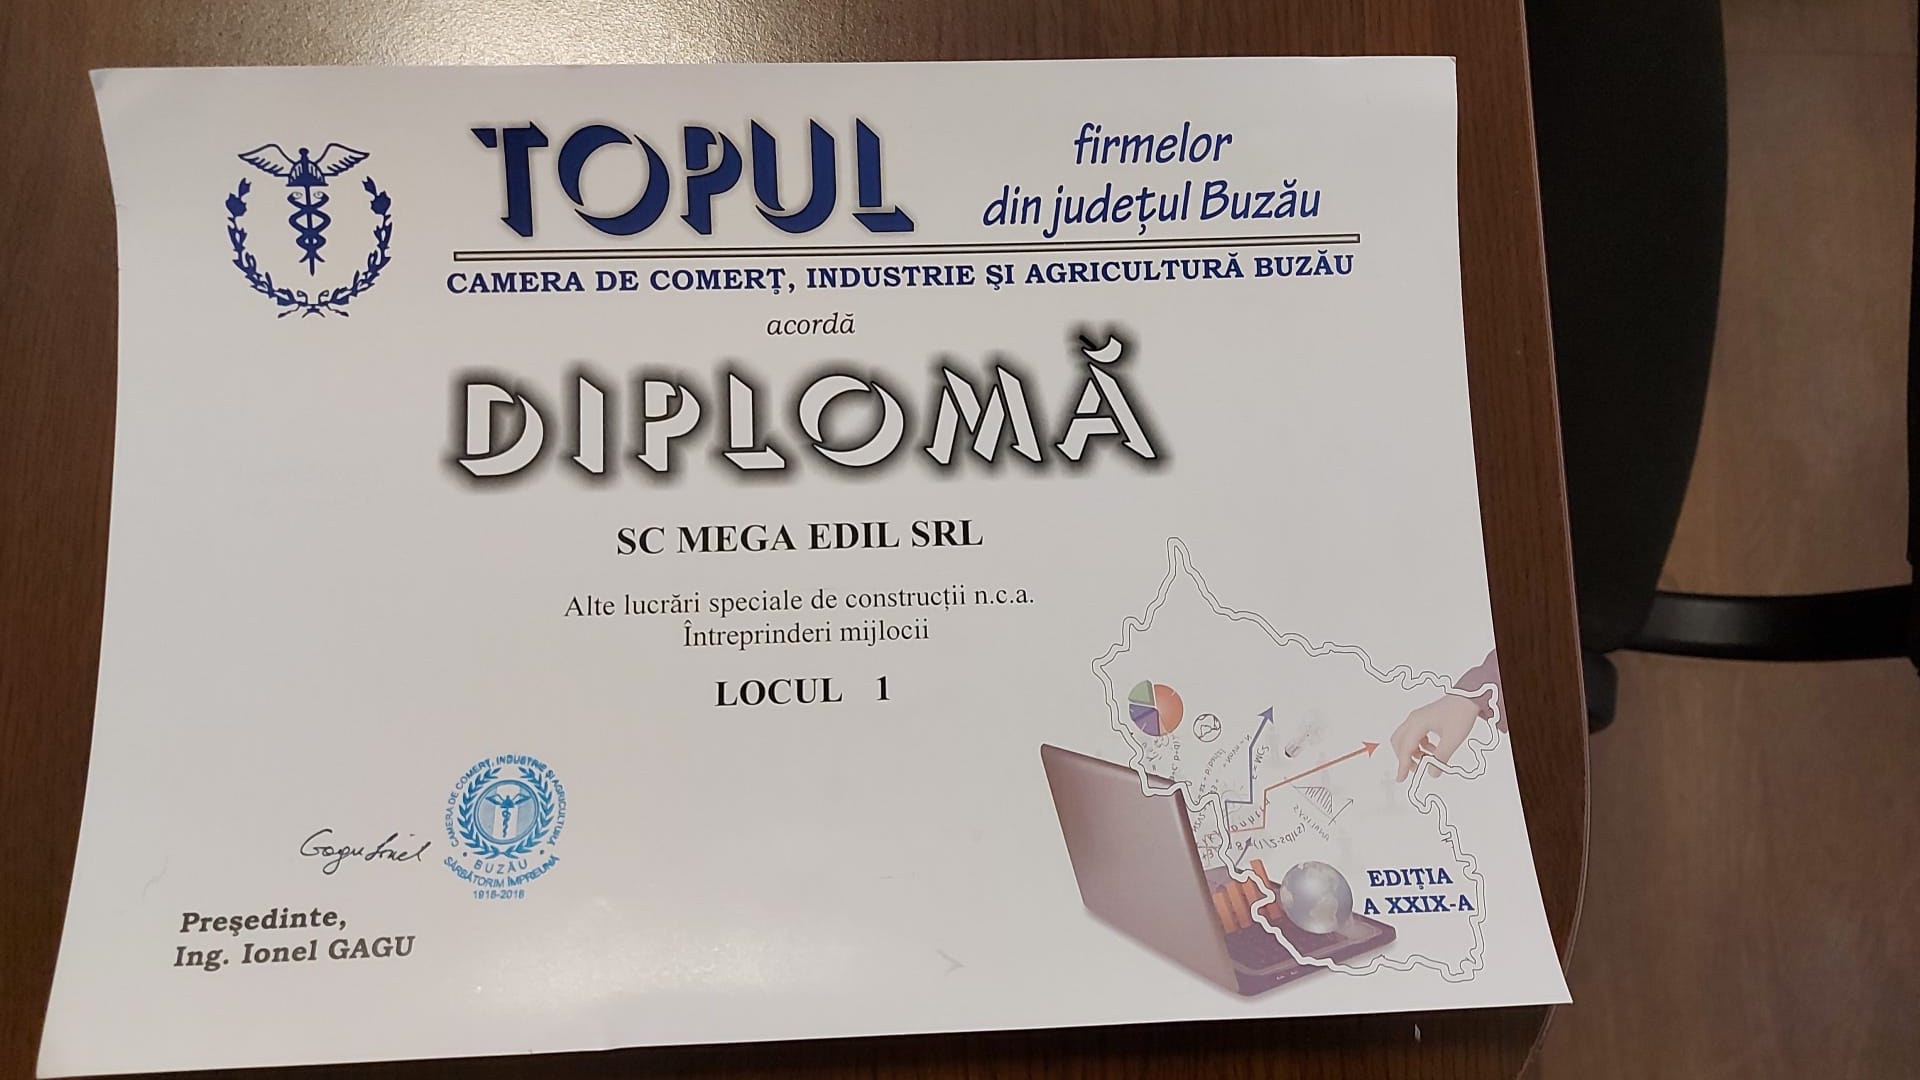 TOPUL
firmelor
din județul Buzău
CAMERA DE COMERȚ, INDUSTRIE ŞI AGRICULTURĂ BUZĂU
acordă
DIPLOMĂ
SC MEGA EDIL SRL
Alte lucrări speciale de construcții n.c.a.
Întreprinderi mijlocii
LOCUL 1
CAMERA DE COMERȚ, INDUSTRIE ŞI AGRICULTURĂ
BUZĂU
SĂRBĂTORIM ÎMPREUNĂ
1918-2018
Gagu Ionel
Preşedinte,
Ing. Ionel GAGU
EDIȚIA
A XXIX-A